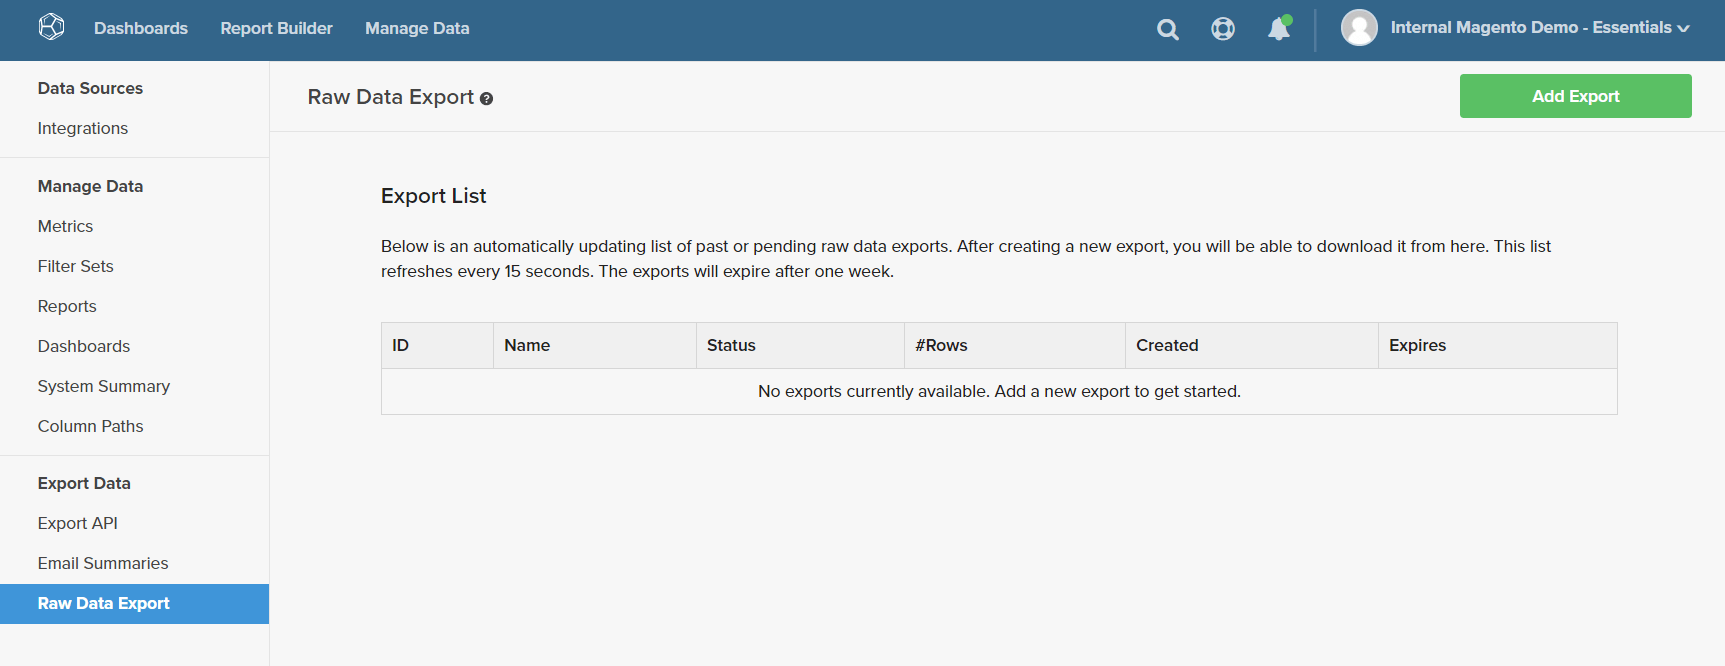 Dashboards Report Builder Manage Data Internal Magento Demo - Essentials
Data Sources
Integrations
Manage Data
Metrics
Filter Sets
Reports
Dashboards
System Summary
Column Paths
Export Data
Export API
Email Summaries
Raw Data Export
Raw Data Export ?
Add Export
Export List
Below is an automatically updating list of past or pending raw data exports. After creating a new export, you will be able to download it from here. This list
refreshes every 15 seconds. The exports will expire after one week.
ID Name Status #Rows Created Expires
No exports currently available. Add a new export to get started.